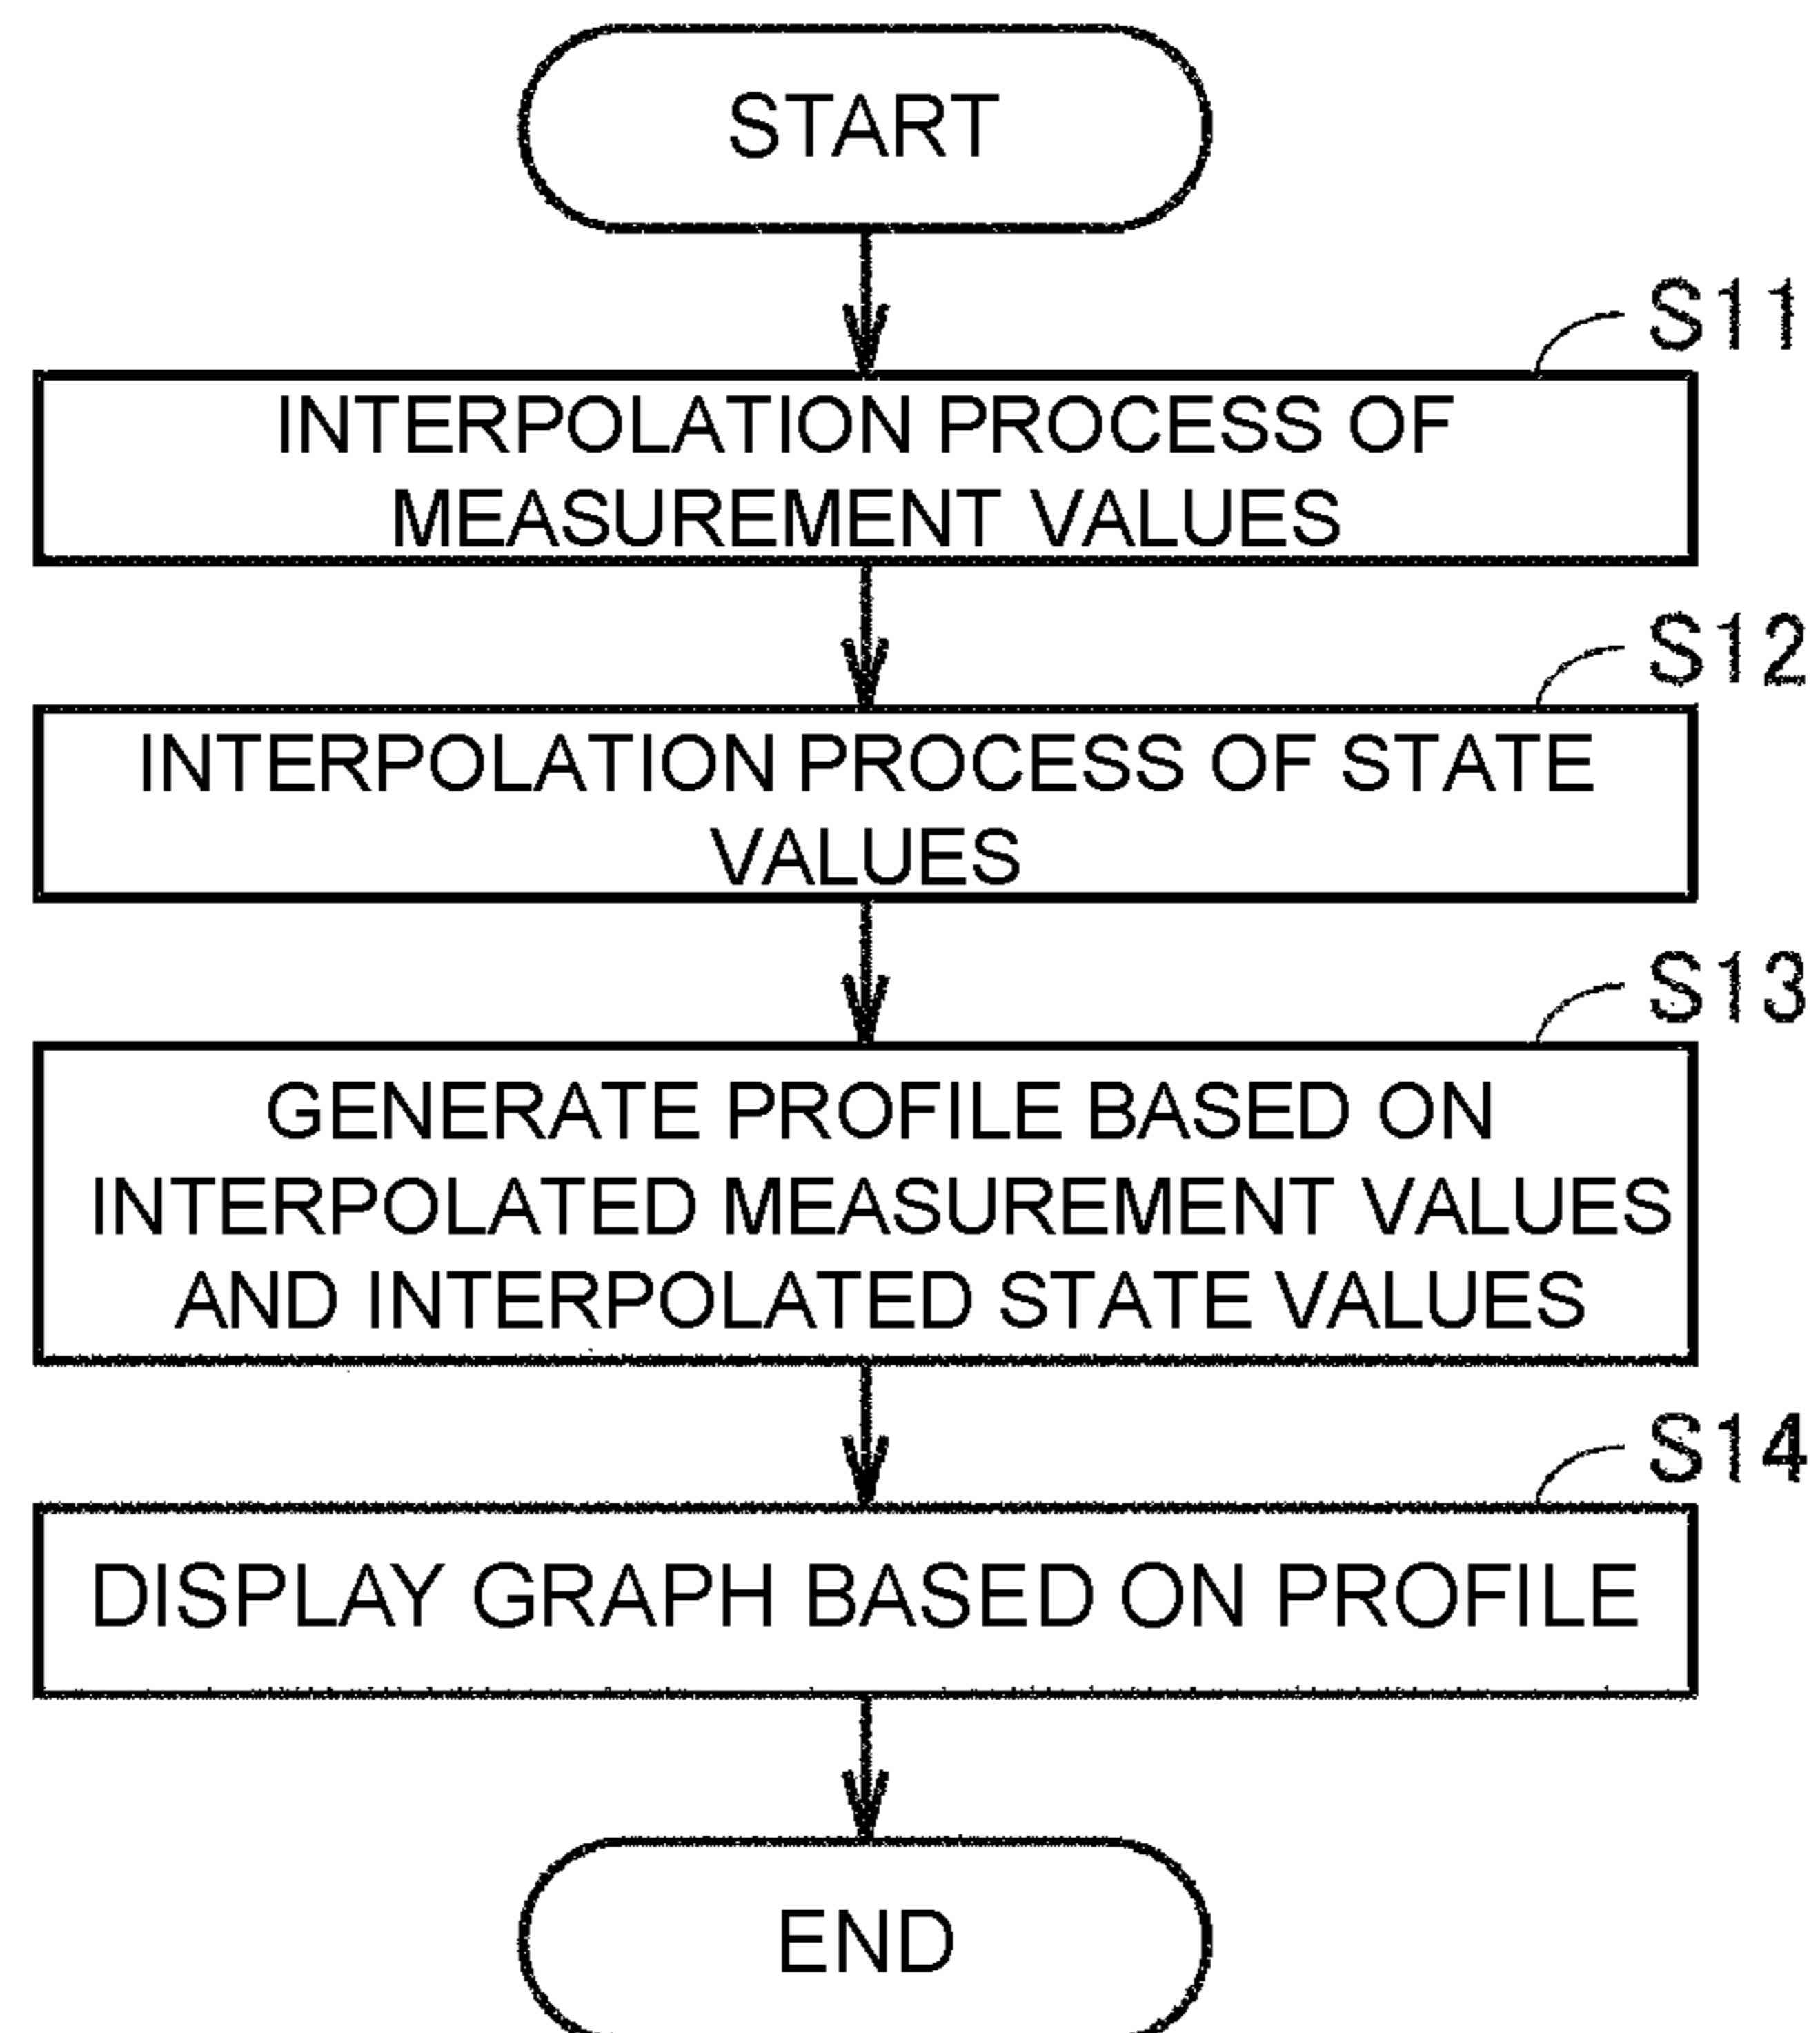 START
S11
INTERPOLATION PROCESS OF
MEASUREMENT VALUES
S12
INTERPOLATION PROCESS OF STATE
VALUES
S13
GENERATE PROFILE BASED ON
INTERPOLATED MEASUREMENT VALUES
AND INTERPOLATED STATE VALUES
S14
DISPLAY GRAPH BASED ON PROFILE
END